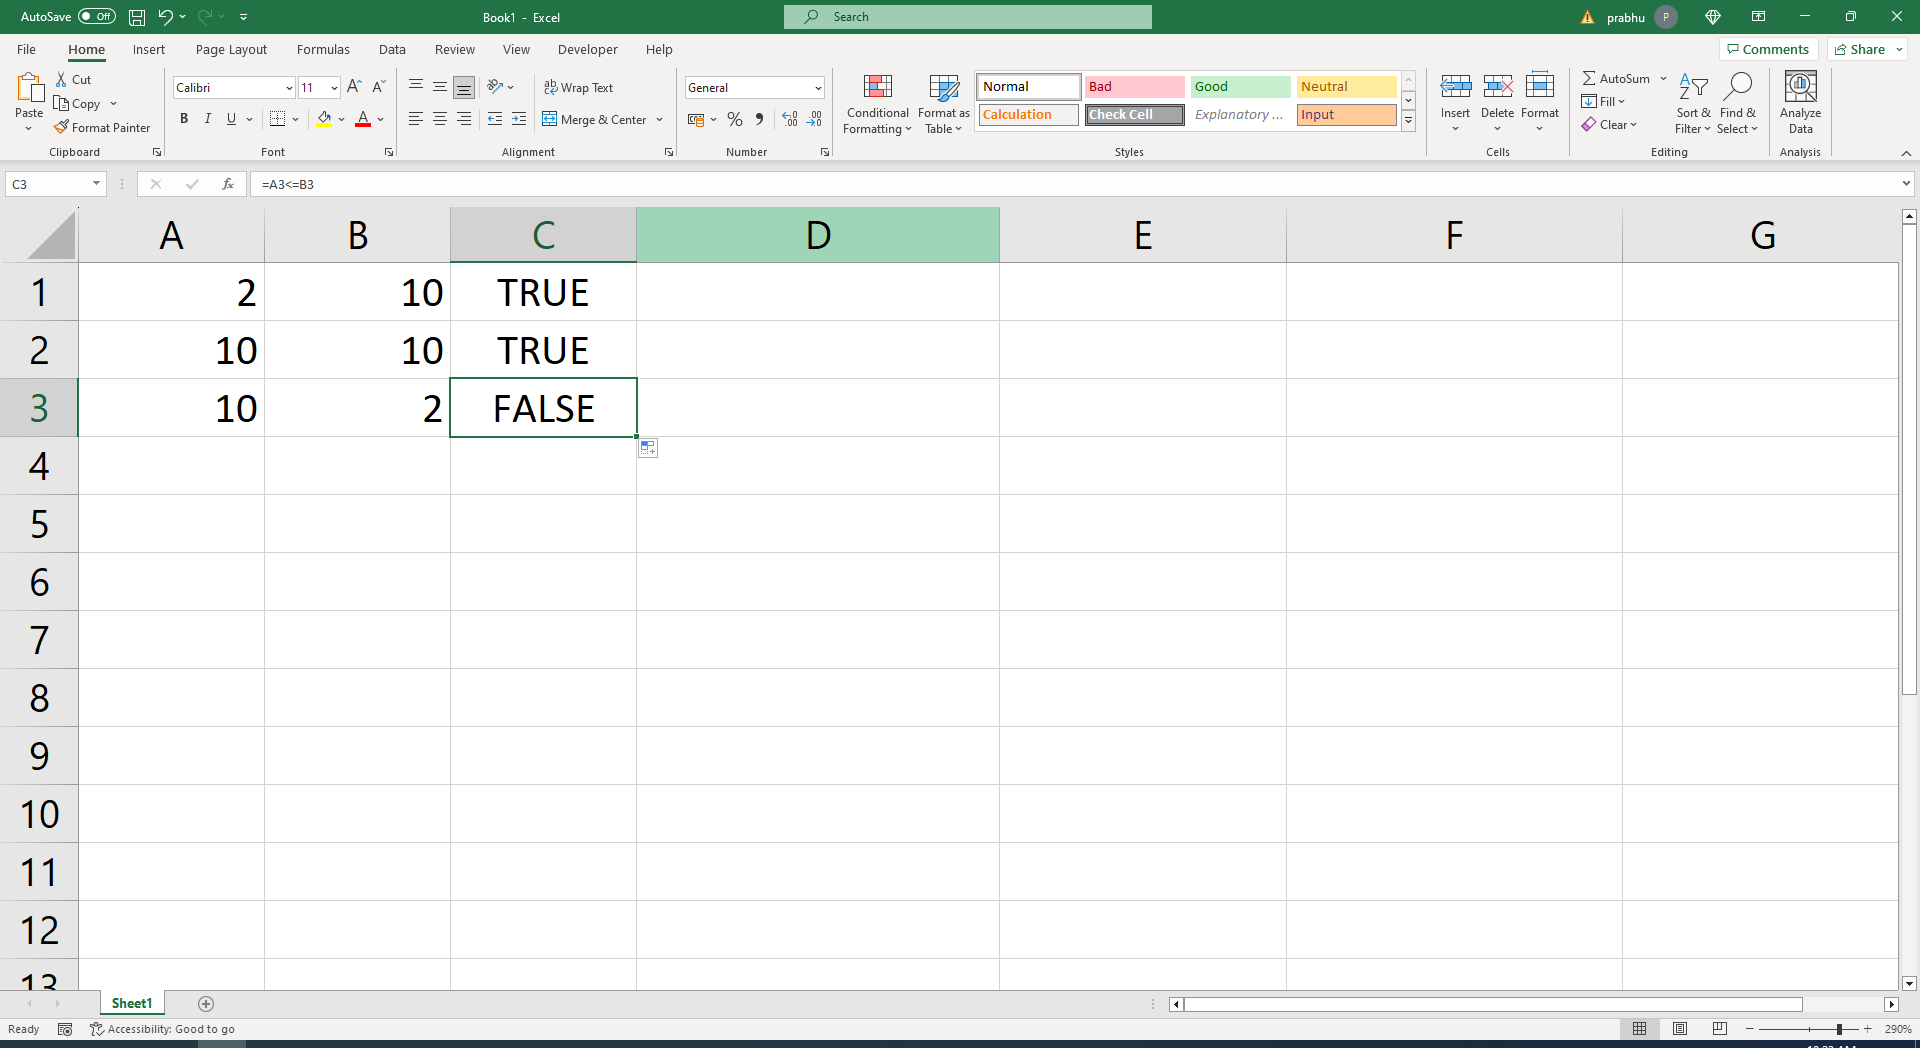 AutoSave Off Book1 - Excel Search prabhu P
File Home Insert Page Layout Formulas Data Review View Developer Help Comments Share
Paste Cut Copy Format Painter Clipboard
Calibri 11 A A B I U A Font
ab Wrap Text Merge & Center Alignment
General % Number
Conditional Formatting Format as Table
Normal Bad Good Neutral
Calculation Check Cell Explanatory ... Input
Styles
Insert Delete Format Cells
AutoSum Fill Clear Sort & Filter Find & Select Editing
Analyze Data Analysis
C3 fx =A3<=B3
A B C D E F G
1 2 10 TRUE
2 10 10 TRUE
3 10 2 FALSE
4
5
6
7
8
9
10
11
12
13
Sheet1
Ready Accessibility: Good to go 290%